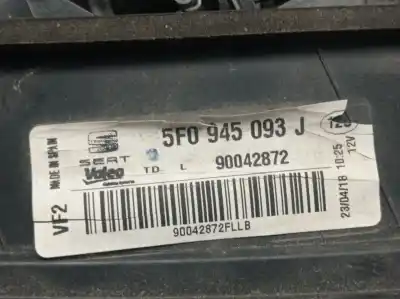 MADE IN SPAIN
VF2
SEAT
5F0 945 093 J
Valeo
TD L 90042872
90042872FLLB
23/04/18 10:25
12V